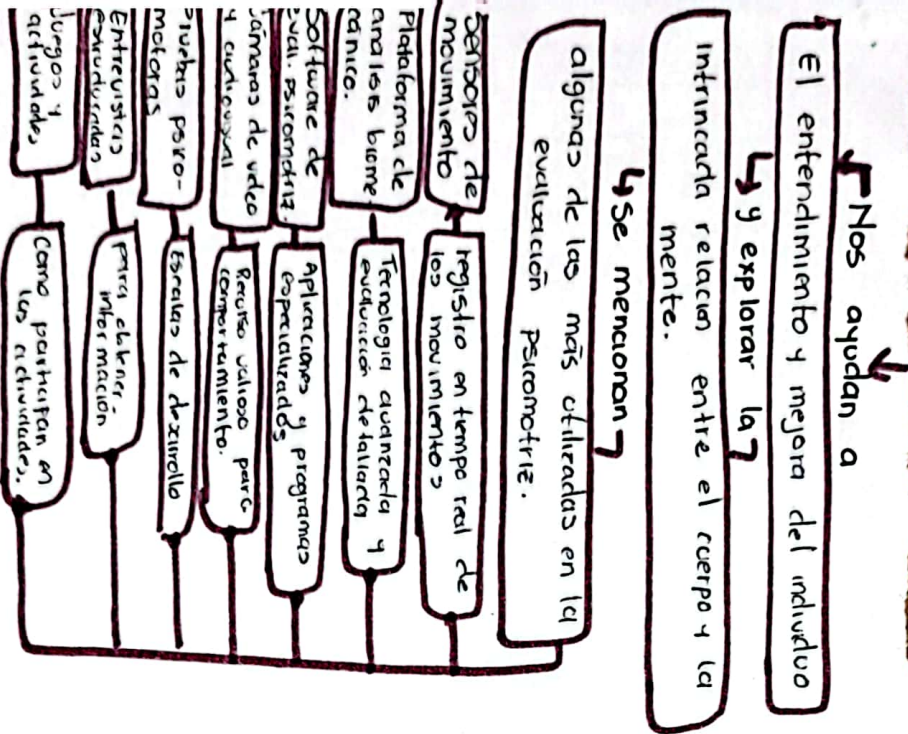 Nos ayudan a
El entendimiento y mejora del individuo
y explorar la
intrincada relacion entre el cuerpo y la
mente.
Se mencionan
algunas de las más utilizadas en la
evaluación psicomotriz.
Sensores de
movimiento
registro en tiempo real de
los movimientos
Plataforma de
analisis biome
cánico.
Tecnologia avanzada y
evaluación detallada
Software de
eval. psicomotriz.
Aplicaciones y programas
especializados
Cámaras de video
y audiovisual
Recurso valioso para
comportamiento.
Pruebas psico-
motoras
Escalas de desarrollo
Entrevistas
estructuradas
para obtener
información
Juegos y
actividades
Como participan en
las actividades.